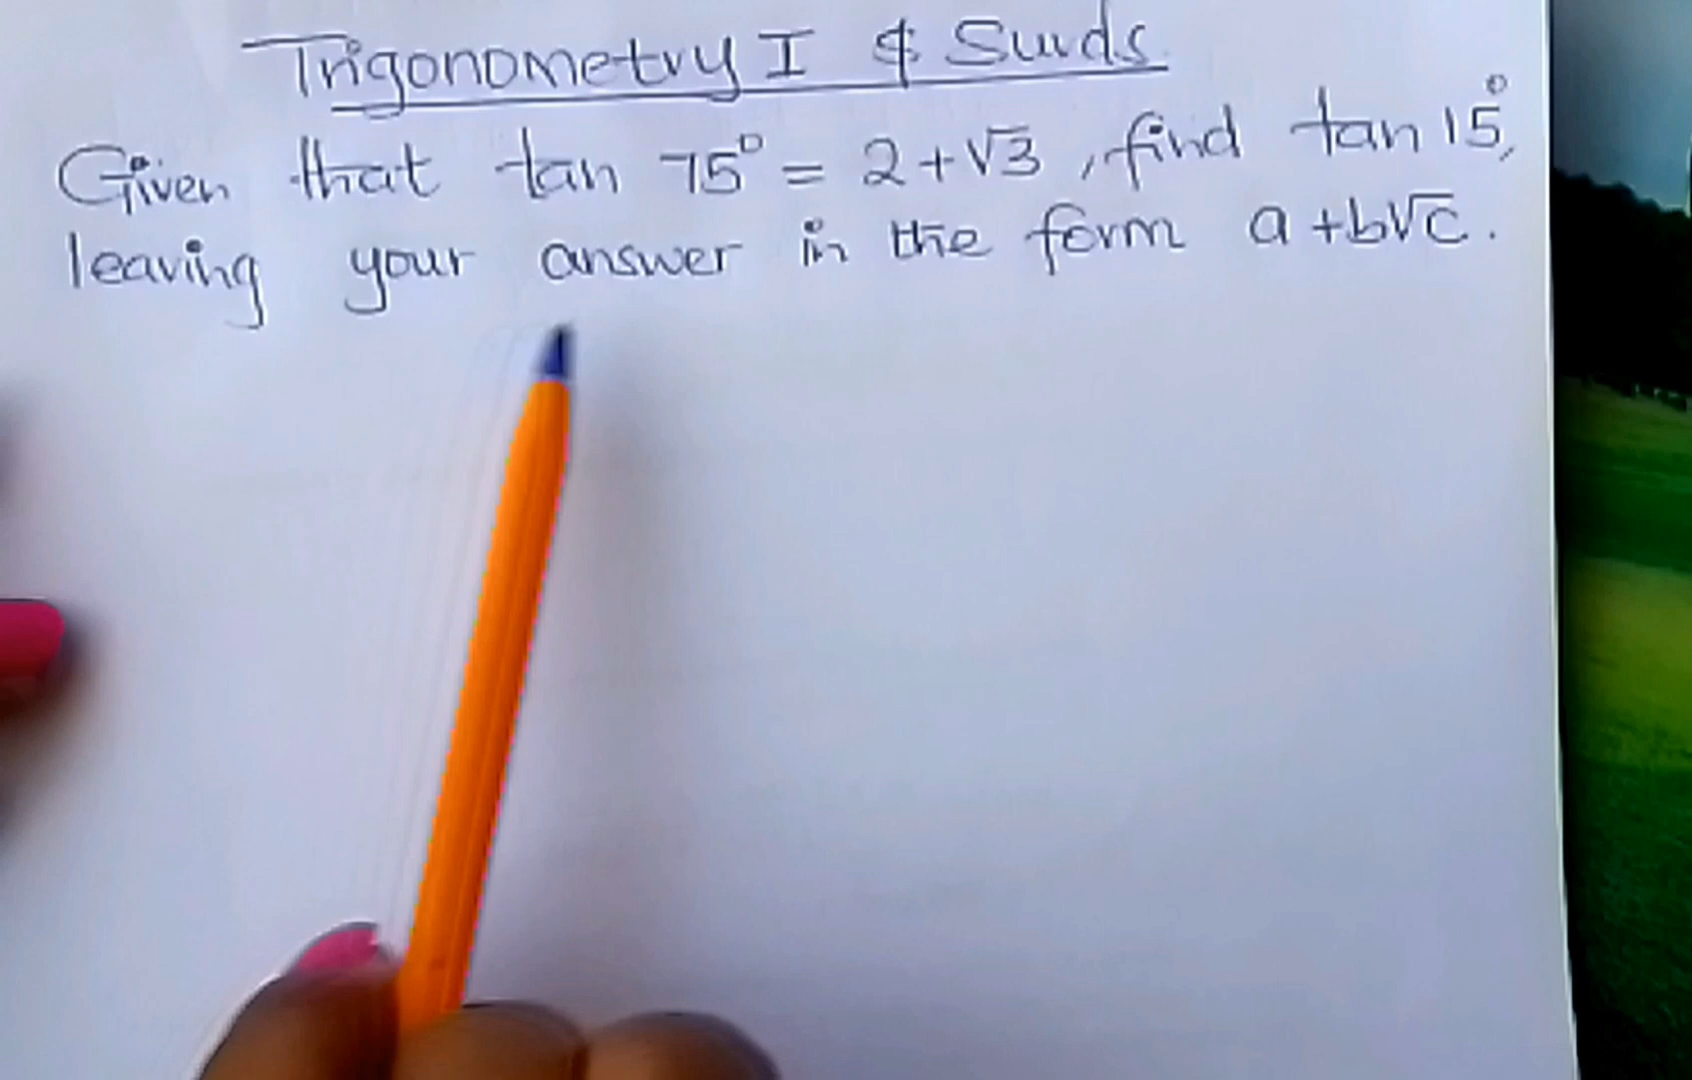 Trigonometry I & Surds
Given that tan 75° = 2+√3, find tan 15°,
leaving your answer in the form a+b√c.